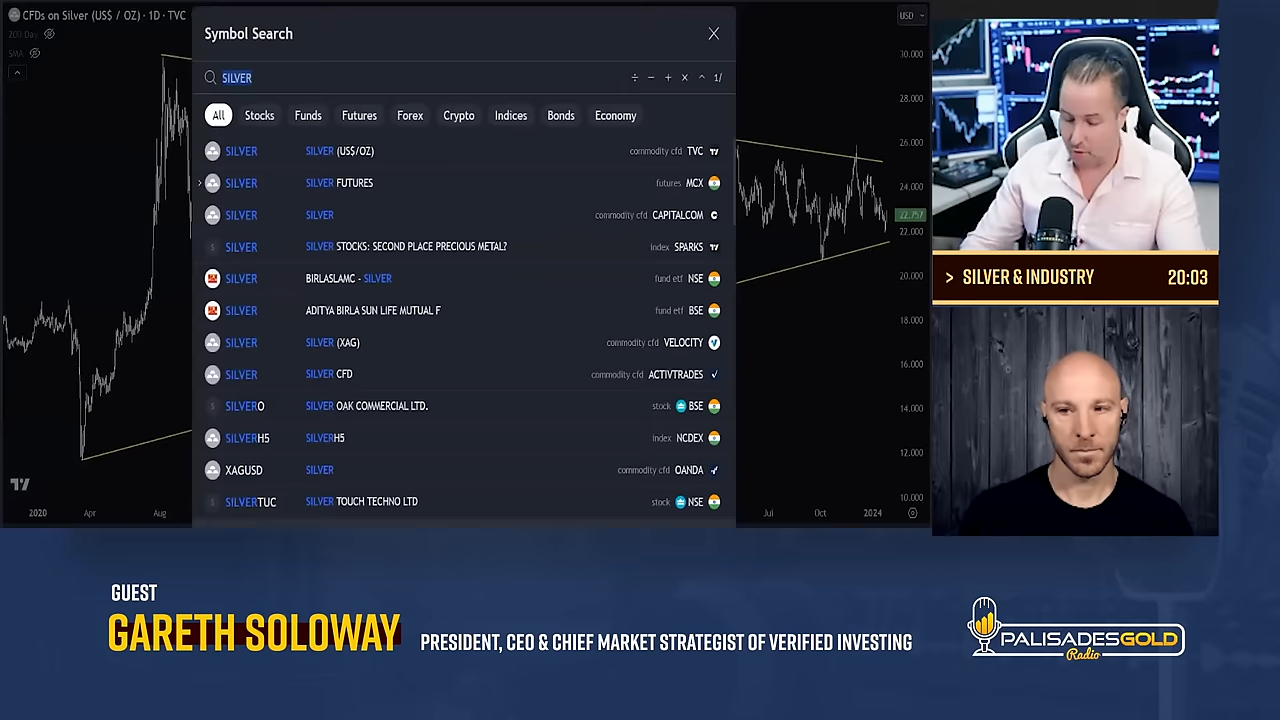 CFDs on Silver (US$ / OZ) · 1D · TVC
200 Day
SMA
Symbol Search
SILVER
÷ − + × ^ 1/
All Stocks Funds Futures Forex Crypto Indices Bonds Economy
SILVER SILVER (US$/OZ) commodity cfd TVC
SILVER SILVER FUTURES futures MCX
SILVER SILVER commodity cfd CAPITALCOM
SILVER SILVER STOCKS: SECOND PLACE PRECIOUS METAL? index SPARKS
SILVER BIRLASLAMC - SILVER fund etf NSE
SILVER ADITYA BIRLA SUN LIFE MUTUAL F fund etf BSE
SILVER SILVER (XAG) commodity cfd VELOCITY
SILVER SILVER CFD commodity cfd ACTIVTRADES
SILVERO SILVER OAK COMMERCIAL LTD. stock BSE
SILVERH5 SILVERH5 index NCDEX
XAGUSD SILVER commodity cfd OANDA
SILVERTUC SILVER TOUCH TECHNO LTD stock NSE
USD
30.000
28.000
26.000
24.000
22.757
22.000
20.000
18.000
16.000
14.000
12.000
10.000
2020 Apr Aug Jul Oct 2024
> SILVER & INDUSTRY 20:03
GUEST
GARETH SOLOWAY PRESIDENT, CEO & CHIEF MARKET STRATEGIST OF VERIFIED INVESTING
PALISADESGOLD
Radio